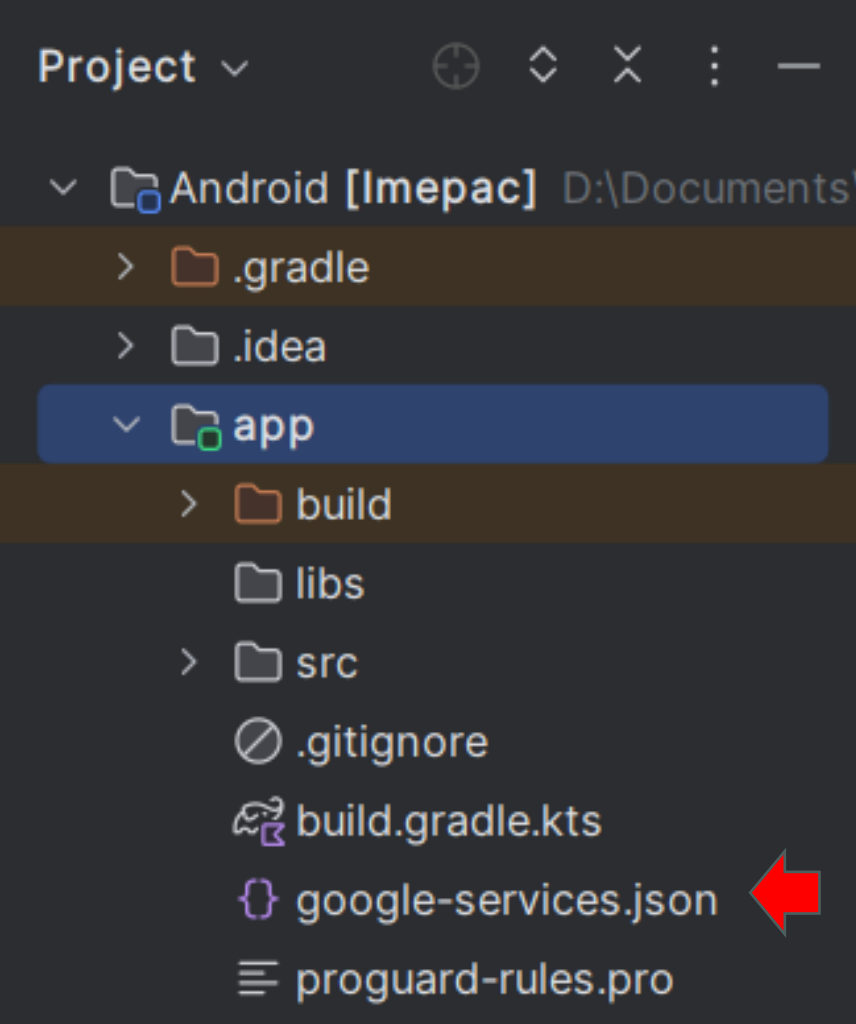 Project
Android [Imepac] D:\Documents\
.gradle
.idea
app
build
libs
src
.gitignore
build.gradle.kts
google-services.json
proguard-rules.pro